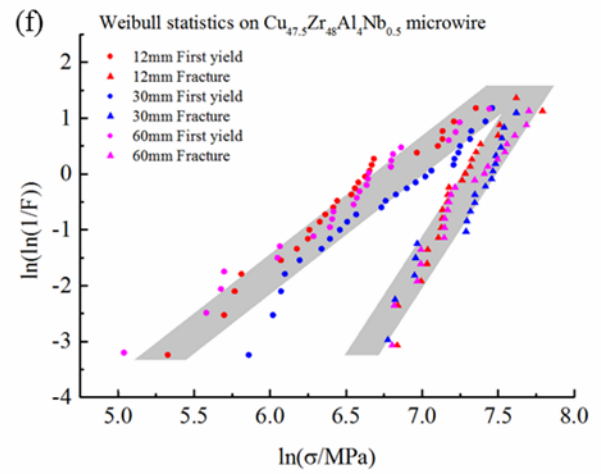 (f)
Weibull statistics on Cu47.5Zr48Al4Nb0.5 microwire
12mm First yield
12mm Fracture
30mm First yield
30mm Fracture
60mm First yield
60mm Fracture
ln(ln(1/F))
2
1
0
-1
-2
-3
-4
5.0 5.5 6.0 6.5 7.0 7.5 8.0
ln(σ/MPa)